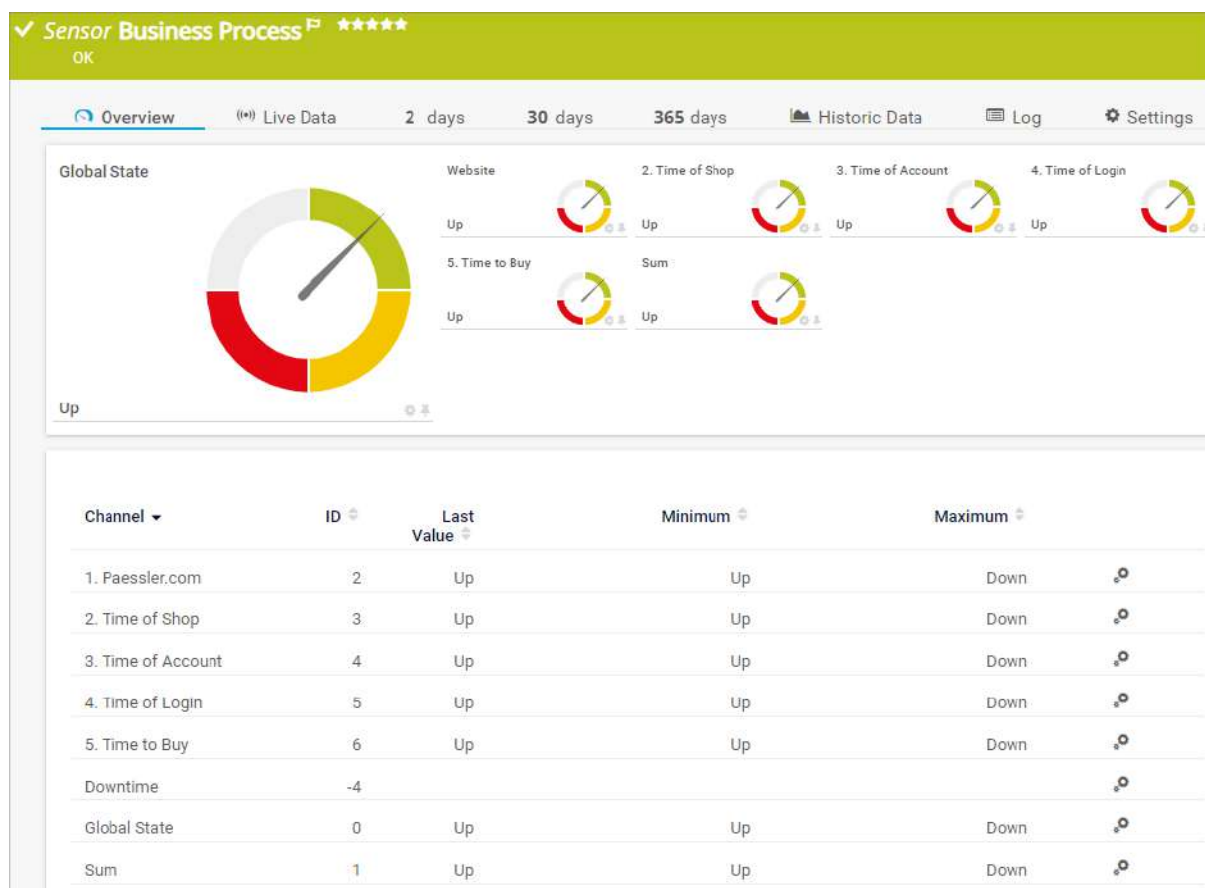 Sensor Business Process
OK
Overview Live Data 2 days 30 days 365 days Historic Data Log Settings
Global State
Up
Website
Up
2. Time of Shop
Up
3. Time of Account
Up
4. Time of Login
Up
5. Time to Buy
Up
Sum
Up
Channel ID Last Value Minimum Maximum
1. Paessler.com 2 Up Up Down
2. Time of Shop 3 Up Up Down
3. Time of Account 4 Up Up Down
4. Time of Login 5 Up Up Down
5. Time to Buy 6 Up Up Down
Downtime -4
Global State 0 Up Up Down
Sum 1 Up Up Down